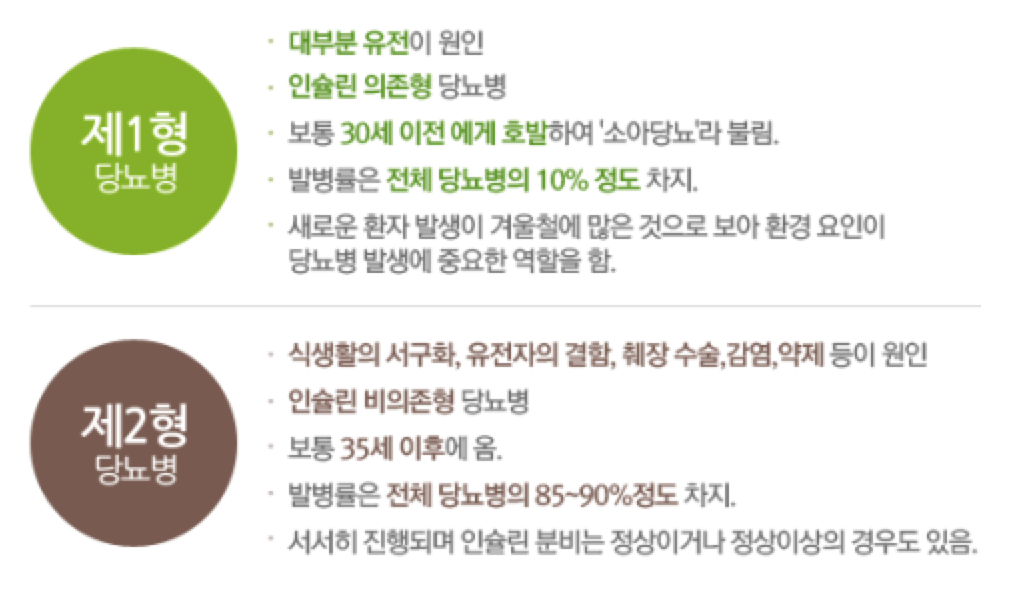 제1형
당뇨병
· 대부분 유전이 원인
· 인슐린 의존형 당뇨병
· 보통 30세 이전 에게 호발하여 '소아당뇨'라 불림.
· 발병률은 전체 당뇨병의 10% 정도 차지.
· 새로운 환자 발생이 겨울철에 많은 것으로 보아 환경 요인이
당뇨병 발생에 중요한 역할을 함.
제2형
당뇨병
· 식생활의 서구화, 유전자의 결함, 췌장 수술,감염,약제 등이 원인
· 인슐린 비의존형 당뇨병
· 보통 35세 이후에 옴.
· 발병률은 전체 당뇨병의 85~90%정도 차지.
· 서서히 진행되며 인슐린 분비는 정상이거나 정상이상의 경우도 있음.